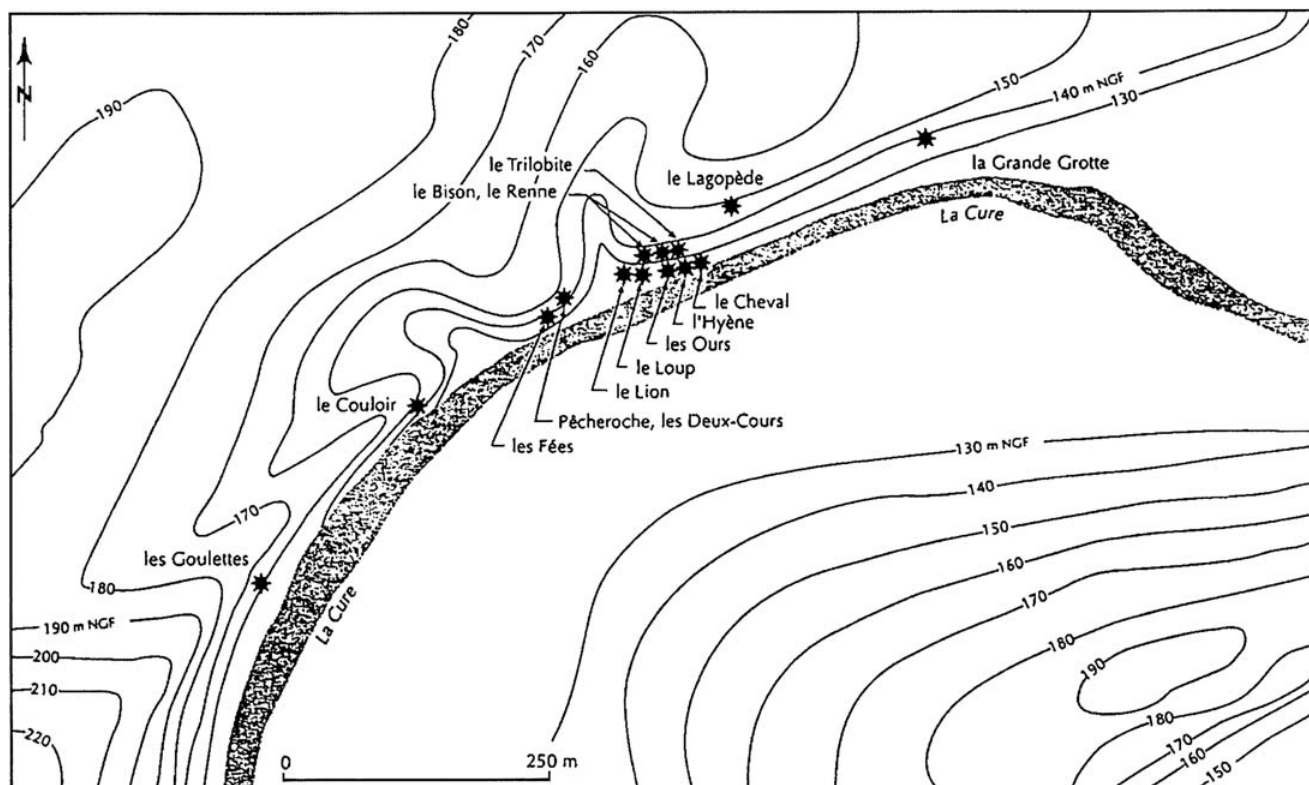 180
170
160
190
N
150
140 m NGF
130
le Trilobite
le Bison, le Renne
le Lagopède
la Grande Grotte
La Cure
le Cheval
l'Hyène
les Ours
le Loup
le Lion
le Couloir
Pêcheroche, les Deux-Cours
les Fées
130 m NGF
140
150
170
160
les Goulettes
170
180
180
190 m NGF
La Cure
200
190
210
180
220
170
160
150
0
250 m